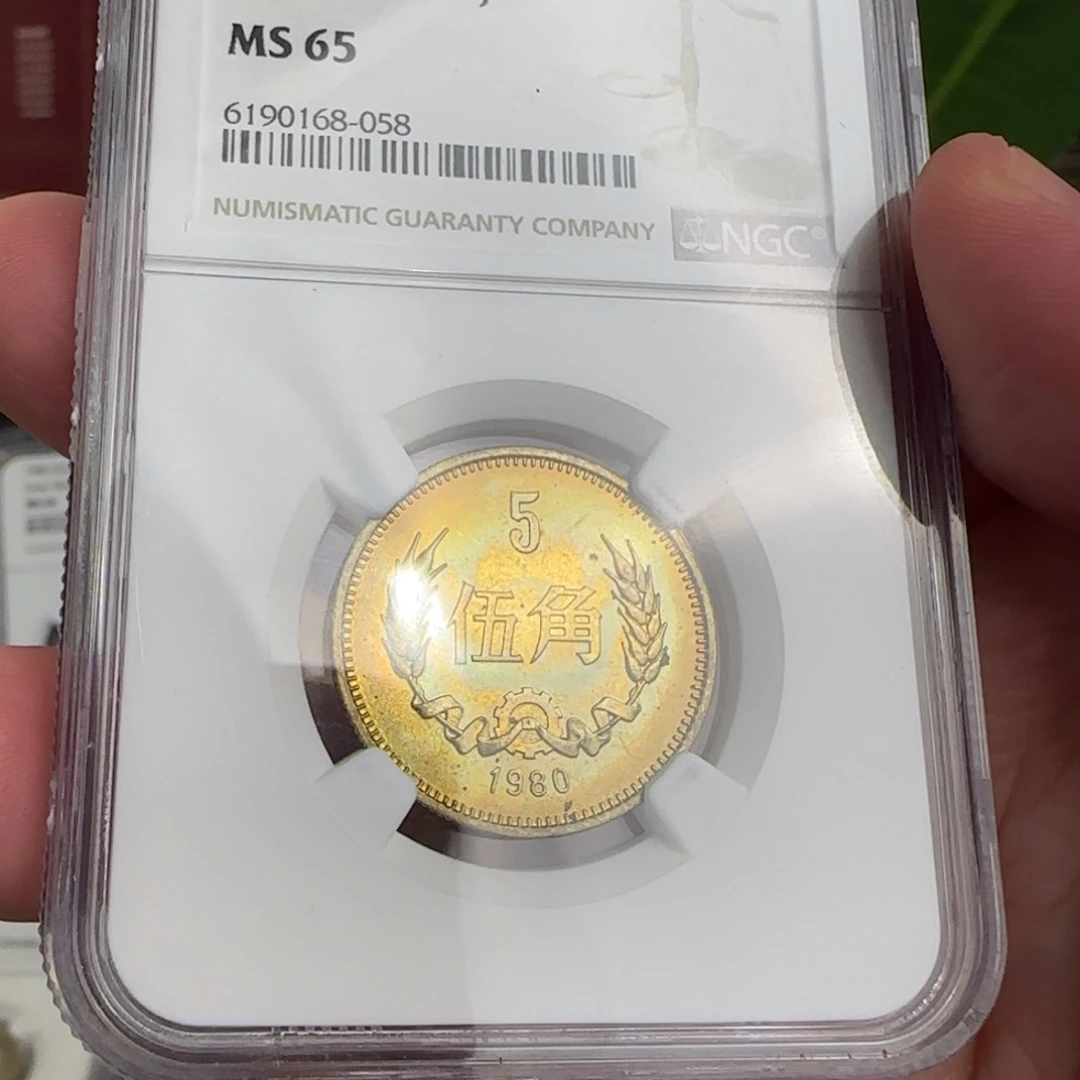 MS 65
6190168-058
NUMISMATIC GUARANTY COMPANY NGC®
5
伍角
1980